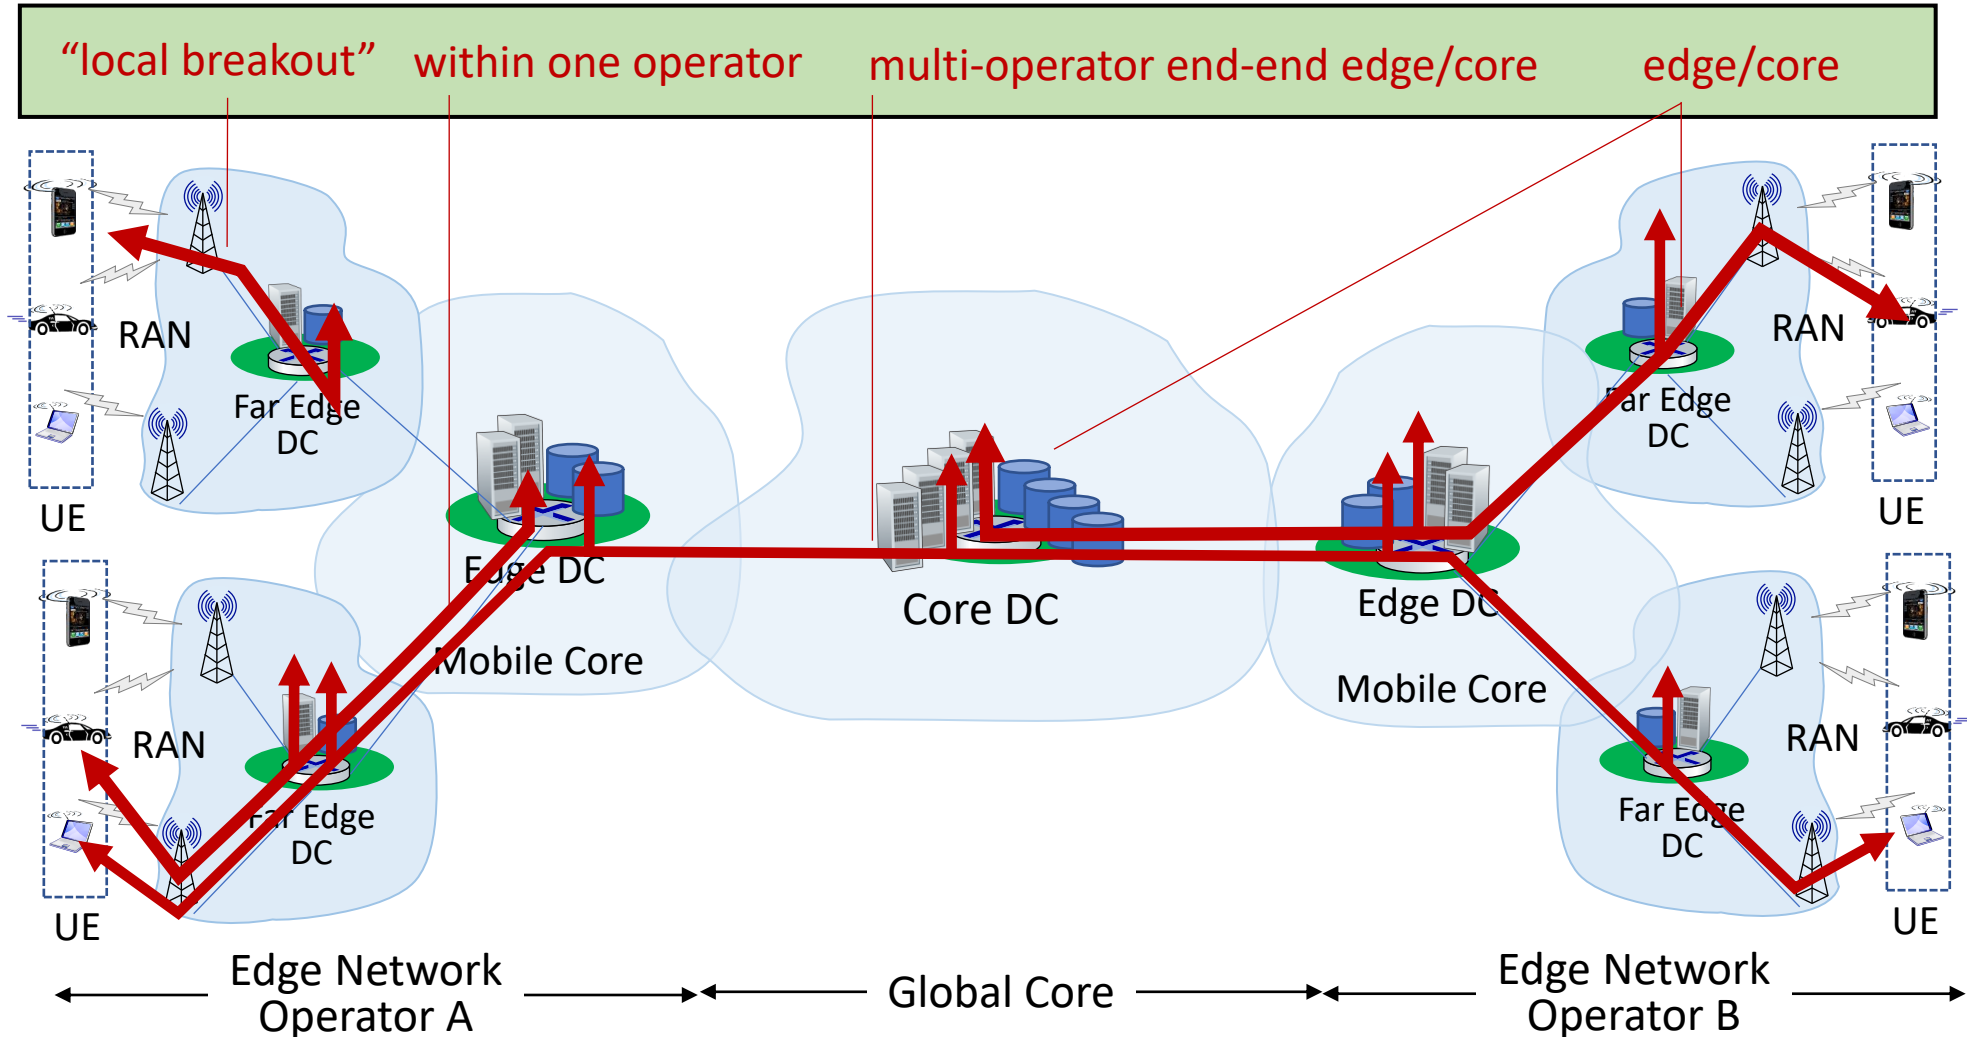 “local breakout”
within one operator
multi-operator end-end edge/core
edge/core
RAN
Far Edge
DC
UE
Edge DC
Mobile Core
RAN
Far Edge
DC
UE
Core DC
Edge DC
Mobile Core
RAN
Far Edge
DC
UE
RAN
Far Edge
DC
UE
Edge Network
Operator A
Global Core
Edge Network
Operator B